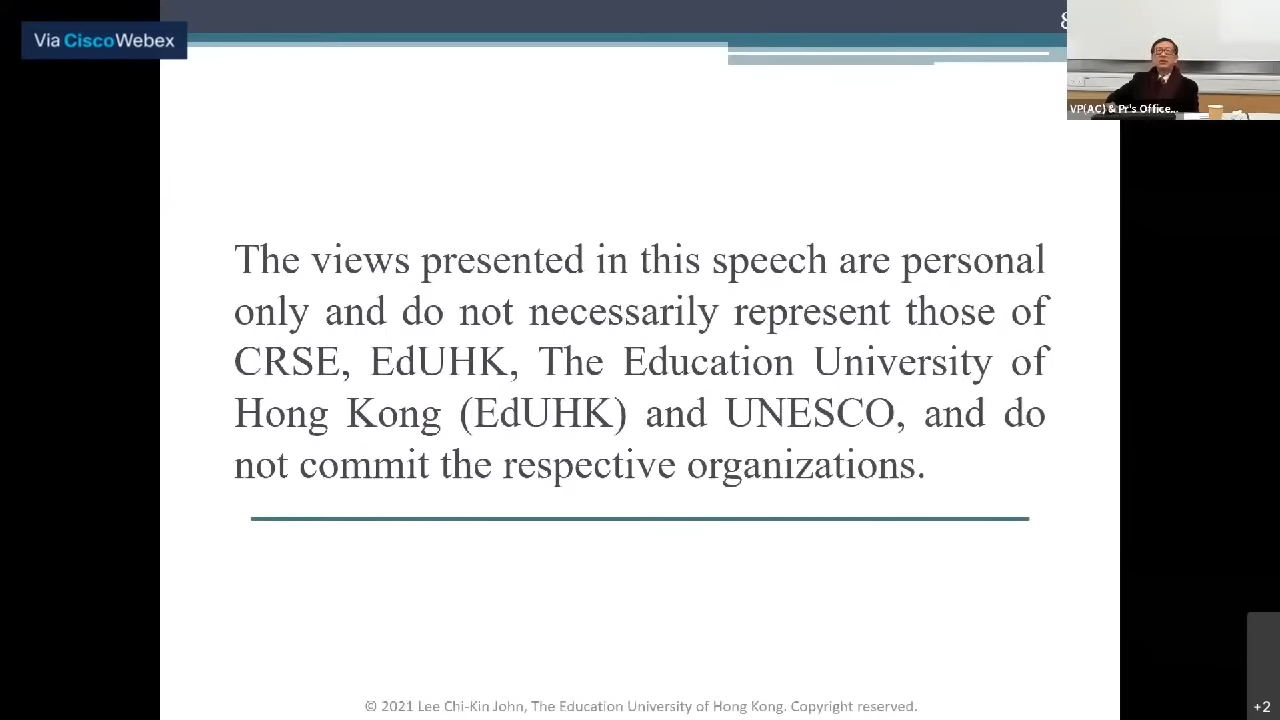 Via CiscoWebex
8
VP(AC) & Pr's Office...
The views presented in this speech are personal
only and do not necessarily represent those of
CRSE, EdUHK, The Education University of
Hong Kong (EdUHK) and UNESCO, and do
not commit the respective organizations.
© 2021 Lee Chi-Kin John, The Education University of Hong Kong. Copyright reserved.
+2